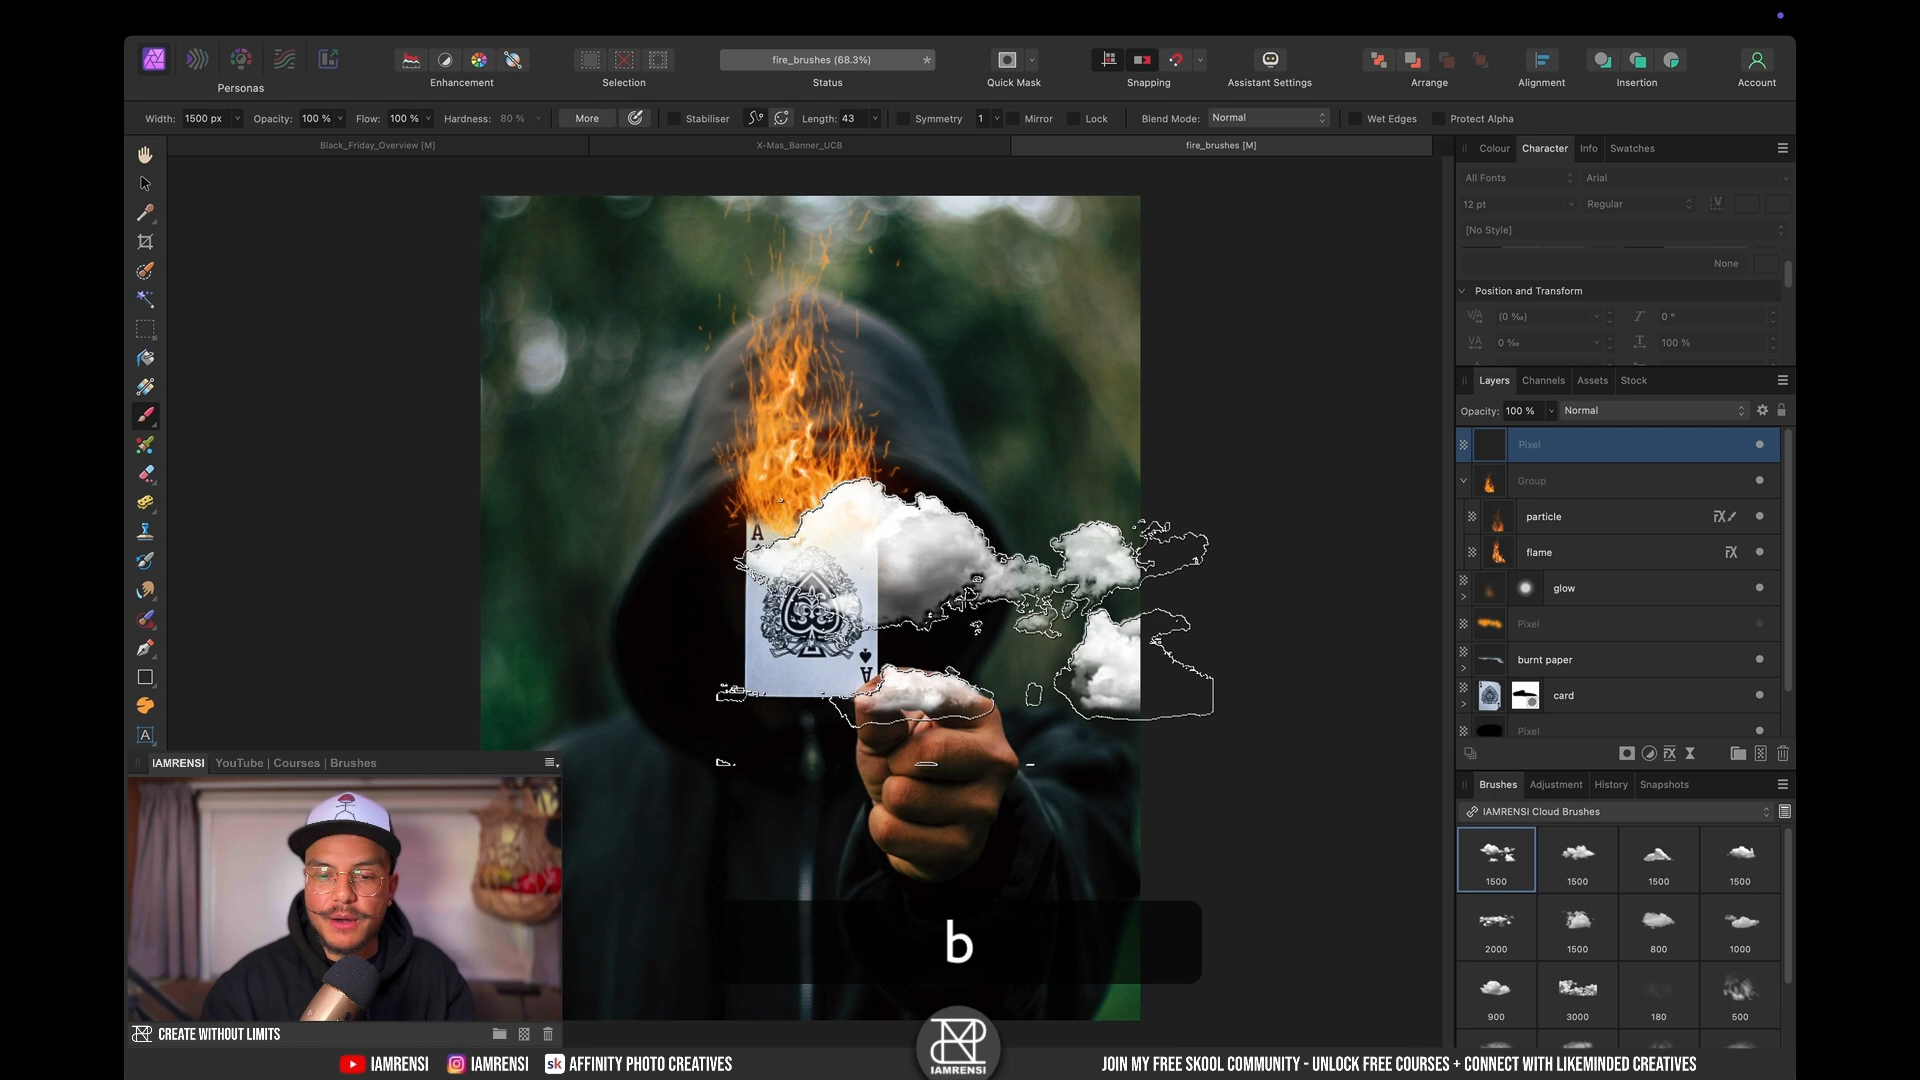 Personas
Enhancement
Selection
fire_brushes (68.3%)
*
Status
Quick Mask
Snapping
Assistant Settings
Arrange
Alignment
Insertion
Account
Width: 1500 px
Opacity: 100 %
Flow: 100 %
Hardness: 80 %
More
Stabiliser
Length: 43
Symmetry 1
Mirror
Lock
Blend Mode: Normal
Wet Edges
Protect Alpha
Black_Friday_Overview [M]
X-Mas_Banner_UCB
fire_brushes [M]
Colour Character Info Swatches
All Fonts Arial
12 pt Regular
[No Style]
None
Position and Transform
(0 ‰) 0 °
0 ‰ 100 %
Layers Channels Assets Stock
Opacity: 100 % Normal
Pixel
Group
particle
flame
glow
Pixel
burnt paper
card
Pixel
Brushes Adjustment History Snapshots
IAMRENSI Cloud Brushes
1500 1500 1500 1500
2000 1500 800 1000
900 3000 180 500
A
A
b
IAMRENSI YouTube | Courses | Brushes
CREATE WITHOUT LIMITS
IAMRENSI
IAMRENSI
sk AFFINITY PHOTO CREATIVES
IAMRENSI
JOIN MY FREE SKOOL COMMUNITY - UNLOCK FREE COURSES + CONNECT WITH LIKEMINDED CREATIVES